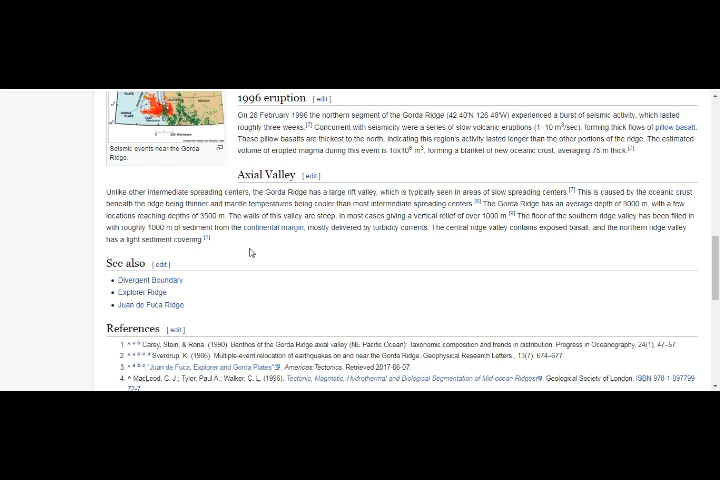 1996 eruption [ edit ]
On 28 February 1996 the northern segment of the Gorda Ridge (42 40'N 126 48'W) experienced a burst of seismic activity, which lasted
roughly three weeks.[7] Concurrent with seismicity were a series of slow volcanic eruptions (1–10 m3/sec), forming thick flows of pillow basalt.
These pillow basalts are thickest to the north, indicating this region's activity lasted longer than the other portions of the ridge. The estimated
volume of erupted magma during this event is 18x10⁶ m3, forming a blanket of new oceanic crust, averaging 75 m thick.[7]
Seismic events near the Gorda
Ridge.
Axial Valley [ edit ]
Unlike other intermediate spreading centers, the Gorda Ridge has a large rift valley, which is typically seen in areas of slow spreading centers.[7] This is caused by the oceanic crust
beneath the ridge being thinner and mantle temperatures being cooler than most intermediate spreading centers.[8] The Gorda Ridge has an average depth of 3000 m, with a few
locations reaching depths of 3500 m. The walls of this valley are steep, in most cases giving a vertical relief of over 1000 m.[9] The floor of the southern ridge valley has been filled in
with roughly 1000 m of sediment from the continental margin, mostly delivered by turbidity currents. The central ridge valley contains exposed basalt, and the northern ridge valley
has a light sediment covering.[1]
See also [ edit ]
• Divergent Boundary
• Explorer Ridge
• Juan de Fuca Ridge
References [ edit ]
1. ^ a b Carey, Stein, & Rona. (1990). Benthos of the Gorda Ridge axial valley (NE Pacific Ocean): Taxonomic composition and trends in distribution. Progress in Oceanography, 24(1), 47–57.
2. ^ a b c d Sverdrup, K. (1986). Multiple-event relocation of earthquakes on and near the Gorda Ridge. Geophysical Research Letters., 13(7), 674–677.
3. ^ a b c "Juan de Fuca, Explorer and Gorda Plates". Americas:Tectonics. Retrieved 2017-06-07.
4. ^ MacLeod, C. J.; Tyler, Paul A.; Walker, C. L. (1996). Tectonic, Magmatic, Hydrothermal and Biological Segmentation of Mid-ocean Ridges. Geological Society of London. ISBN 978-1-897799-
72-7.